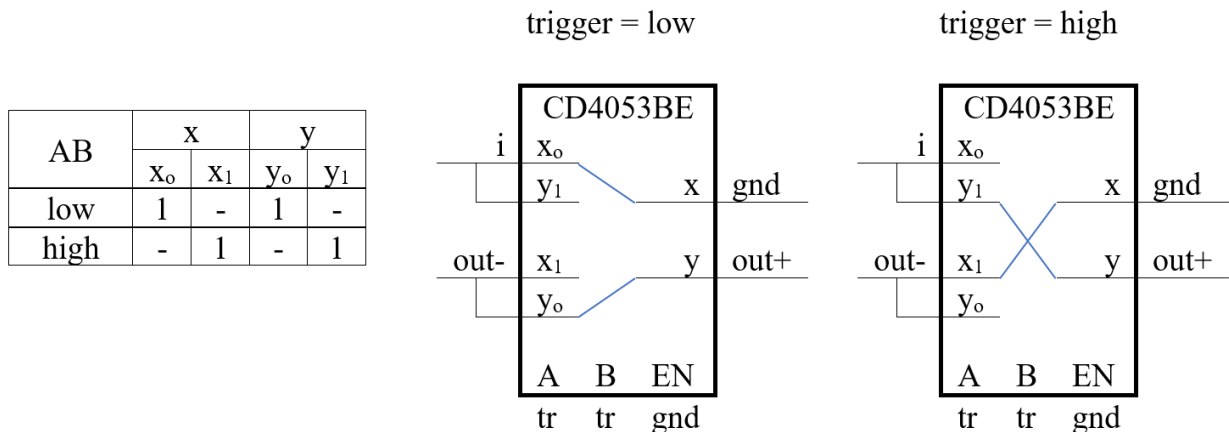 trigger = low
trigger = high
AB x y
xo x1 yo y1
low 1 - 1 -
high - 1 - 1
CD4053BE
i xo
y1 x gnd
out- x1 y out+
yo
A B EN
tr tr gnd
CD4053BE
i xo
y1 x gnd
out- x1 y out+
yo
A B EN
tr tr gnd